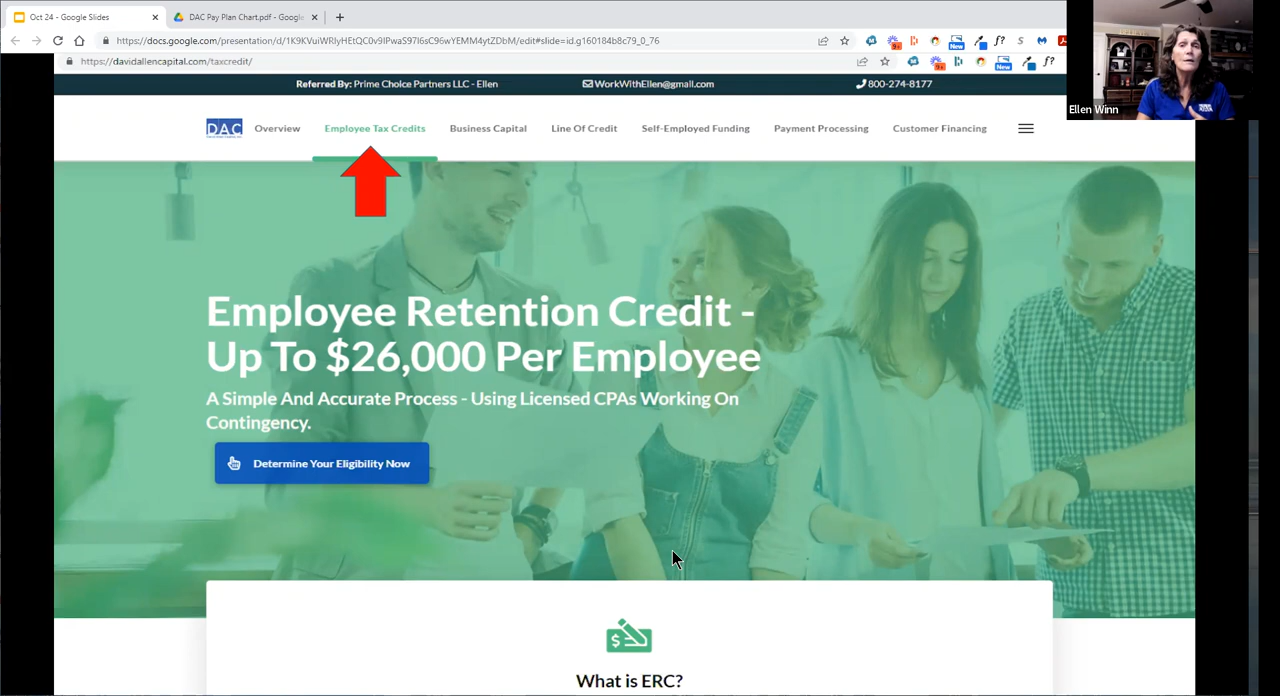 Oct 24 - Google Slides
DAC Pay Plan Chart.pdf - Google
https://docs.google.com/presentation/d/1K9KVuiWRlyHEtQC0v9IPwaS97I6sC96wYEMM4ytZDbM/edit#slide=id.g160184b8c79_0_76
https://davidallencapital.com/taxcredit/
Ellen Winn
Referred By: Prime Choice Partners LLC - Ellen
WorkWithEllen@gmail.com
800-274-8177
DAC
Overview
Employee Tax Credits
Business Capital
Line Of Credit
Self-Employed Funding
Payment Processing
Customer Financing
Employee Retention Credit -
Up To $26,000 Per Employee
A Simple And Accurate Process - Using Licensed CPAs Working On
Contingency.
Determine Your Eligibility Now
What is ERC?